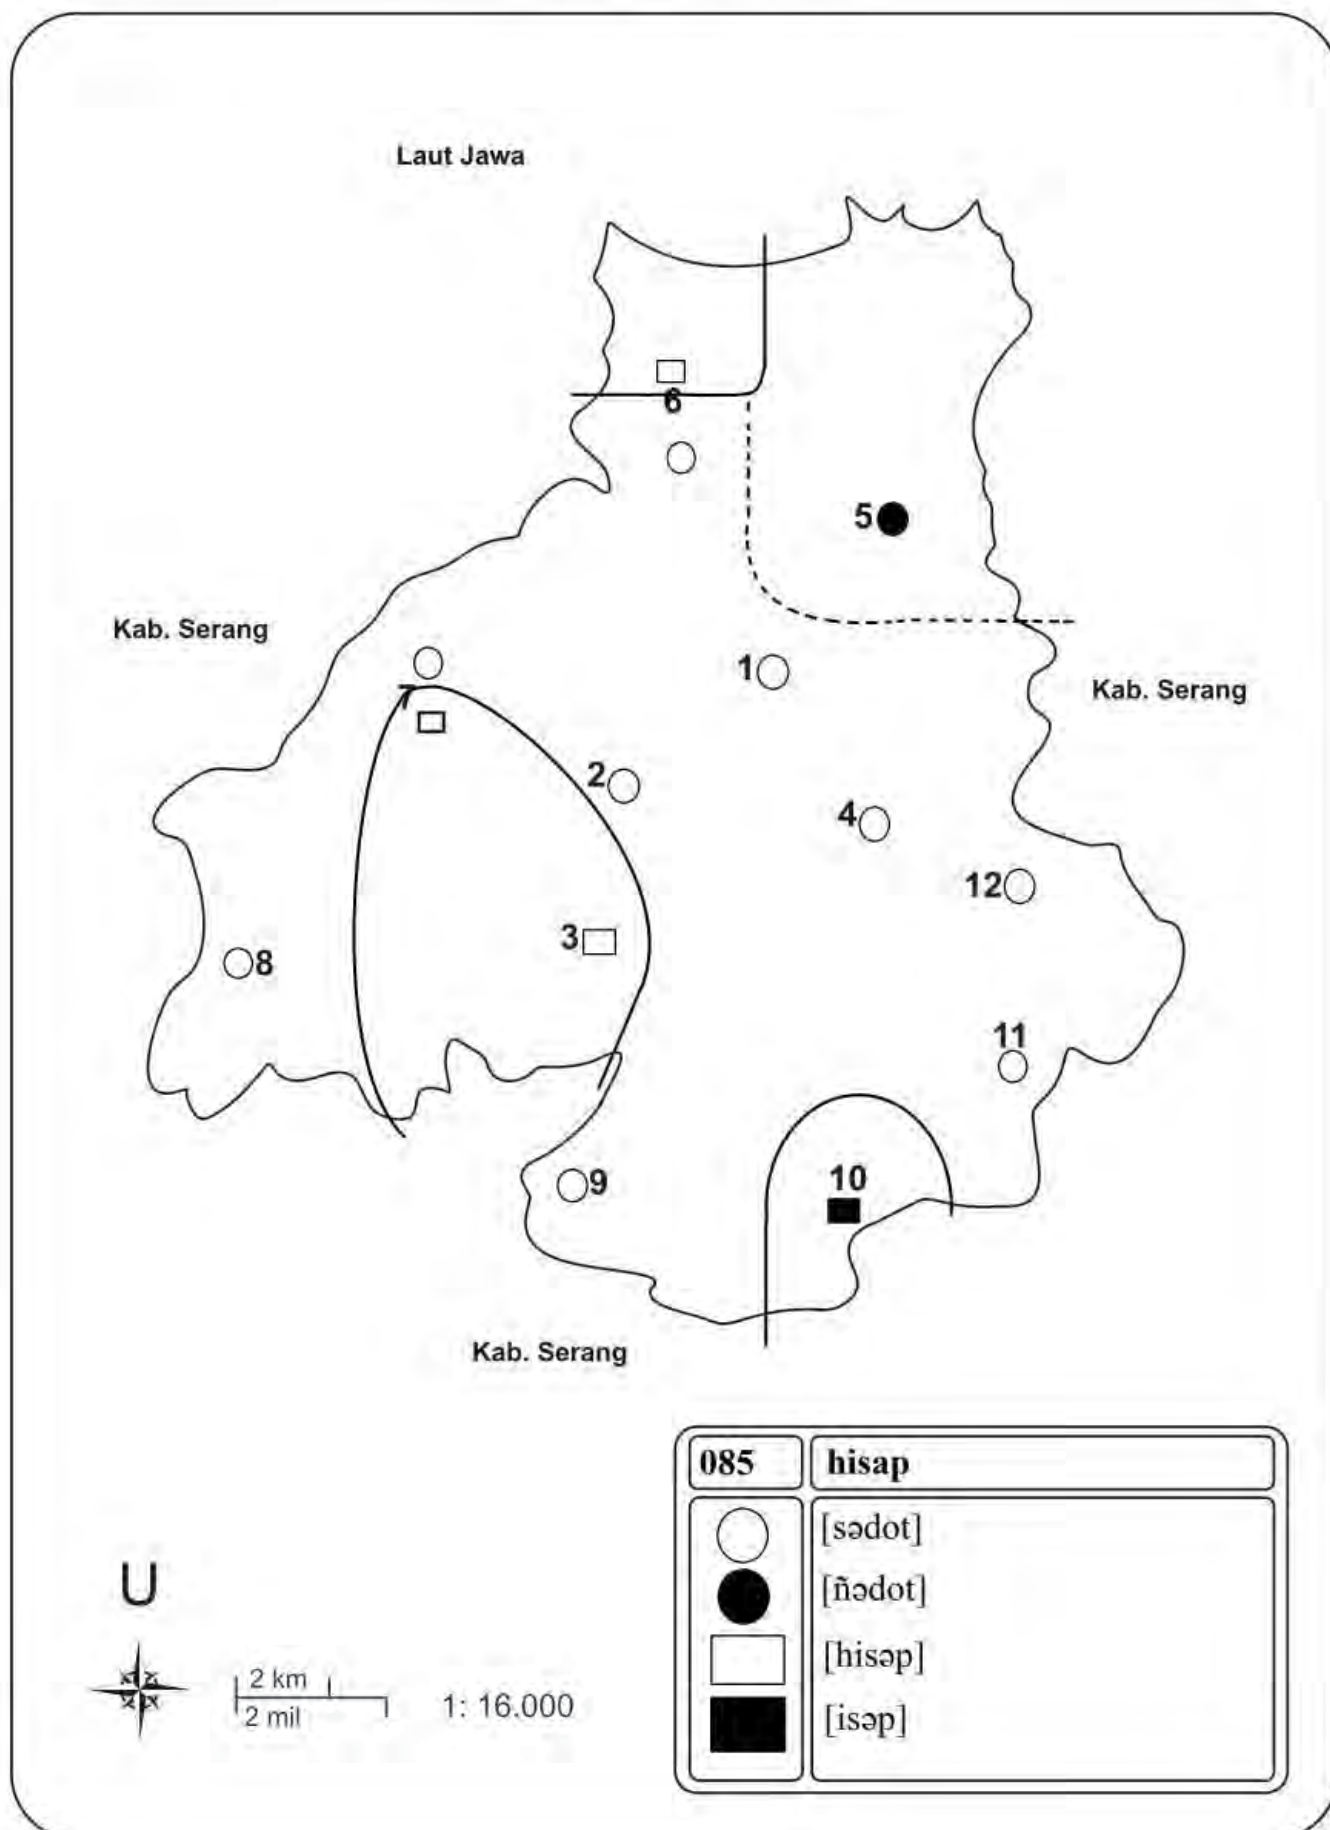 Laut Jawa
6
5
Kab. Serang
1
Kab. Serang
7
2
4
12
3
8
11
10
9
Kab. Serang
085 hisap
[sədot]
[ñədot]
[hisəp]
[isəp]
U
2 km
2 mil
1: 16.000